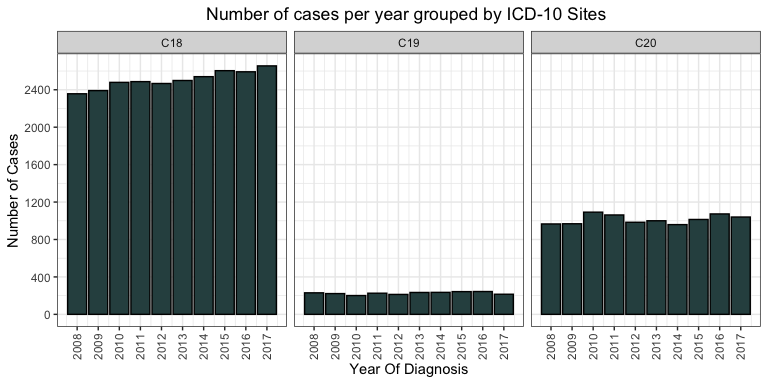 Number of cases per year grouped by ICD-10 Sites
C18
C19
C20
Number of Cases
2400
2000
1600
1200
800
400
0
2008 2009 2010 2011 2012 2013 2014 2015 2016 2017
2008 2009 2010 2011 2012 2013 2014 2015 2016 2017
2008 2009 2010 2011 2012 2013 2014 2015 2016 2017
Year Of Diagnosis